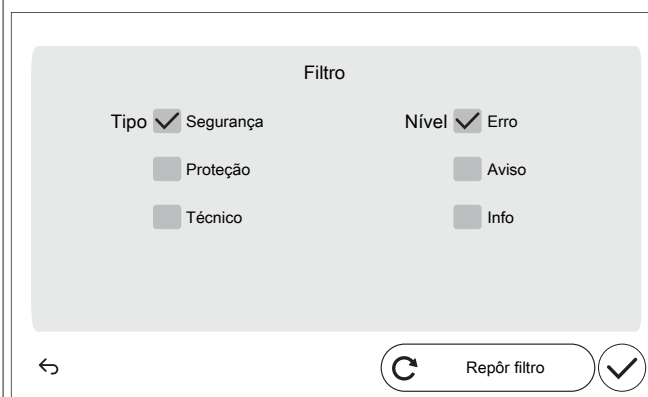 Filtro
Tipo Segurança Nível Erro
Proteção Aviso
Técnico Info
Repôr filtro